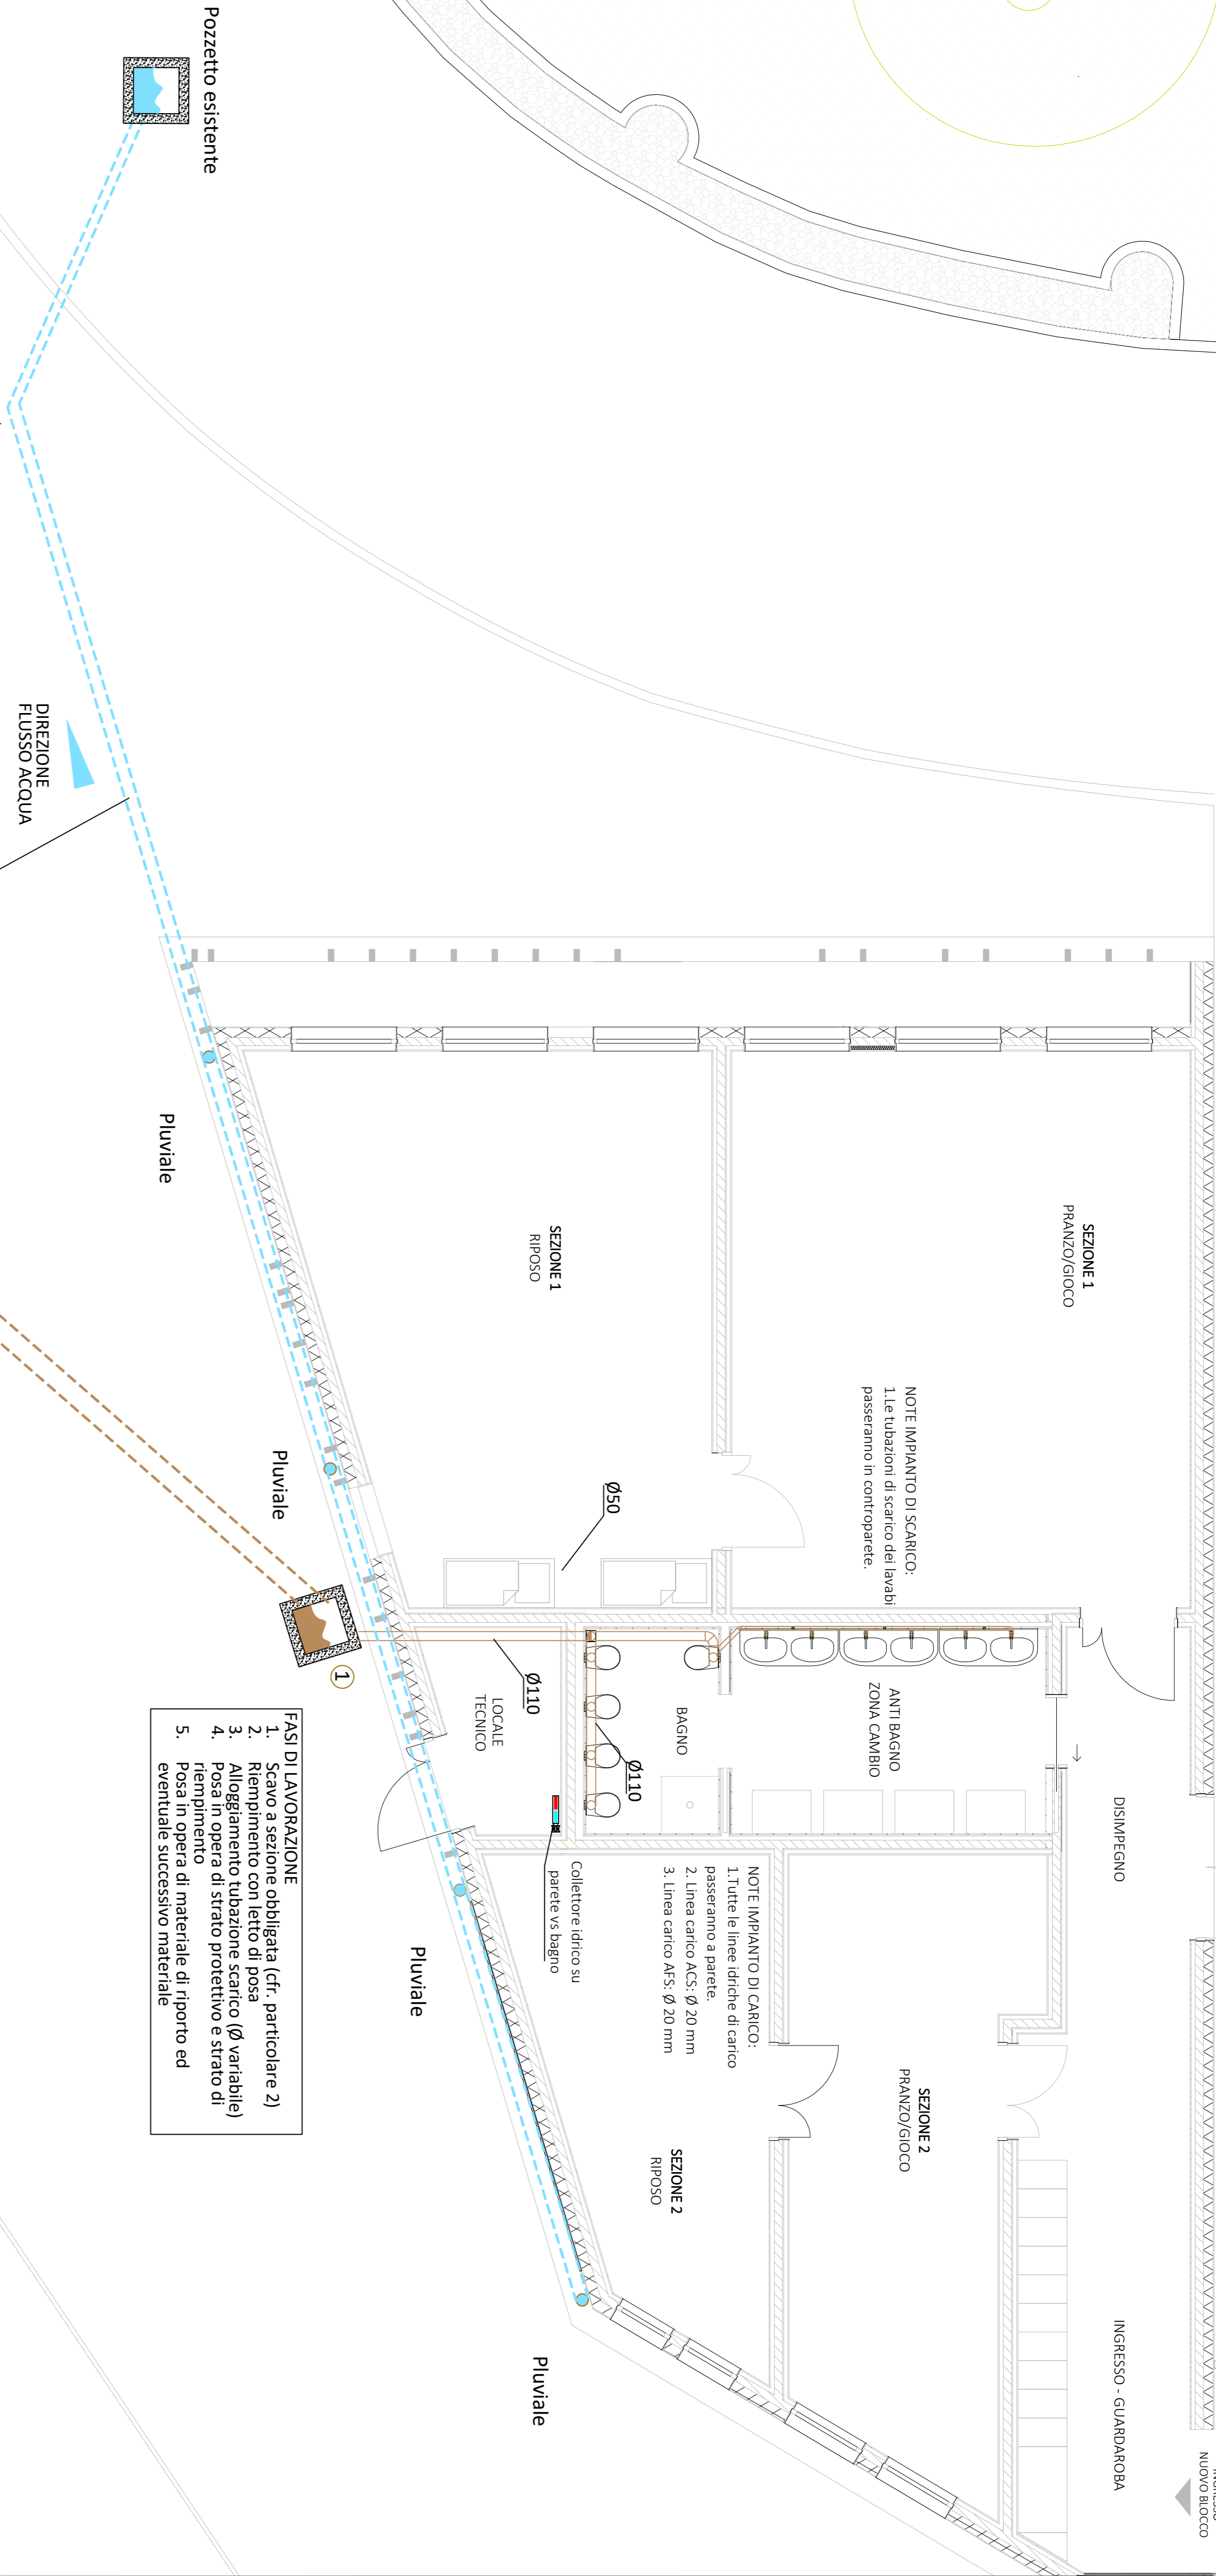 Pozzetto esistente
DIREZIONE
FLUSSO ACQUA
Pluviale
Pluviale
Pluviale
Pluviale
SEZIONE 1
PRANZO/GIOCO
SEZIONE 1
RIPOSO
NOTE IMPIANTO DI SCARICO:
1.Le tubazioni di scarico dei lavabi
passeranno in controparete.
Ø50
Ø110
Ø110
LOCALE
TECNICO
BAGNO
ANTI BAGNO
ZONA CAMBIO
DISIMPEGNO
1
FASI DI LAVORAZIONE
1. Scavo a sezione obbligata (cfr. particolare 2)
2. Riempimento con letto di posa
3. Alloggiamento tubazione scarico (Ø variabile)
4. Posa in opera di strato protettivo e strato di
riempimento
5. Posa in opera di materiale di riporto ed
eventuale successivo materiale
Collettore idrico su
parete vs bagno
NOTE IMPIANTO DI CARICO:
1.Tutte le linee idriche di carico
passeranno a parete.
2. Linea carico ACS: Ø 20 mm
3. Linea carico AFS: Ø 20 mm
SEZIONE 2
PRANZO/GIOCO
SEZIONE 2
RIPOSO
INGRESSO - GUARDAROBA
INGRESSO
NUOVO BLOCCO